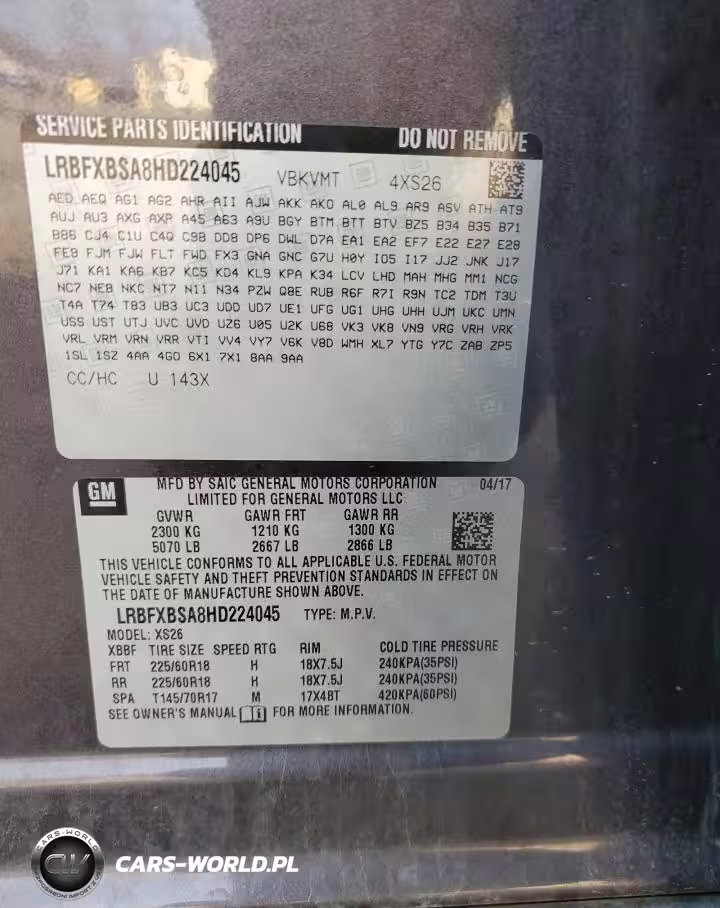 SERVICE PARTS IDENTIFICATION DO NOT REMOVE
LRBFXBSA8HD224045 VBKVMT 4XS26
AED AEQ AG1 AG2 AHR AII AJW AKK AKO AL0 AL9 AR9 ASV ATH AT9
AUJ AU3 AXG AXP A45 A63 A9U BGY BTM BTT BTV BZ5 B34 B35 B71
B86 CJ4 C1U C4Q C9B DD8 DP6 DWL D7A EA1 EA2 EF7 E22 E27 E28
FE8 FJM FJW FLT FWD FX3 GNA GNC G7U H0Y IO5 I17 JJ2 JNK J17
J71 KA1 KA6 KB7 KC5 KD4 KL9 KPA K34 LCV LHD MAH MHG MM1 NCG
NC7 NE8 NKC NT7 N11 N34 PZW Q8E RUB R6F R7I R9N TC2 TDM T3U
T4A T74 T83 UB3 UC3 UDD UD7 UE1 UFG UG1 UHG UHH UJM UKC UMN
USS UST UTJ UVC UVD UZ6 U05 U2K U68 VK3 VK8 VN9 VRG VRH VRK
VRL VRM VRN VRR VTI VV4 VY7 V6K V8D WMH XL7 YTG Y7C ZAB ZP5
1SL 1SZ 4AA 4GO 6X1 7X1 8AA 9AA
CC/HC U 143X
GM
MFD BY SAIC GENERAL MOTORS CORPORATION 04/17
LIMITED FOR GENERAL MOTORS LLC
GVWR GAWR FRT GAWR RR
2300 KG 1210 KG 1300 KG
5070 LB 2667 LB 2866 LB
THIS VEHICLE CONFORMS TO ALL APPLICABLE U.S. FEDERAL MOTOR
VEHICLE SAFETY AND THEFT PREVENTION STANDARDS IN EFFECT ON
THE DATE OF MANUFACTURE SHOWN ABOVE.
LRBFXBSA8HD224045 TYPE: M.P.V.
MODEL: XS26
XBBF TIRE SIZE SPEED RTG RIM COLD TIRE PRESSURE
FRT 225/60R18 H 18X7.5J 240KPA(35PSI)
RR 225/60R18 H 18X7.5J 240KPA(35PSI)
SPA T145/70R17 M 17X4BT 420KPA(60PSI)
SEE OWNER'S MANUAL FOR MORE INFORMATION.
CARS-WORLD
CW
CARS-WORLD.PL